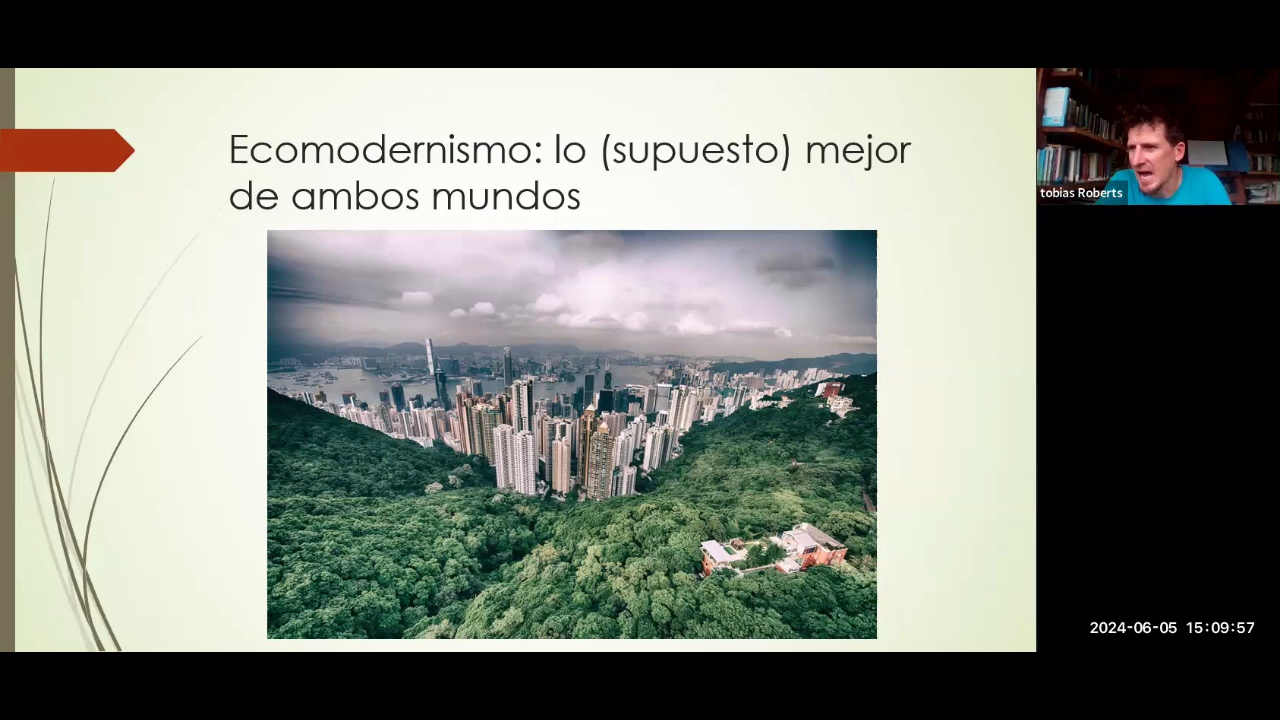 Ecomodernismo: lo (supuesto) mejor
de ambos mundos
tobias Roberts
2024-06-05 15:09:57